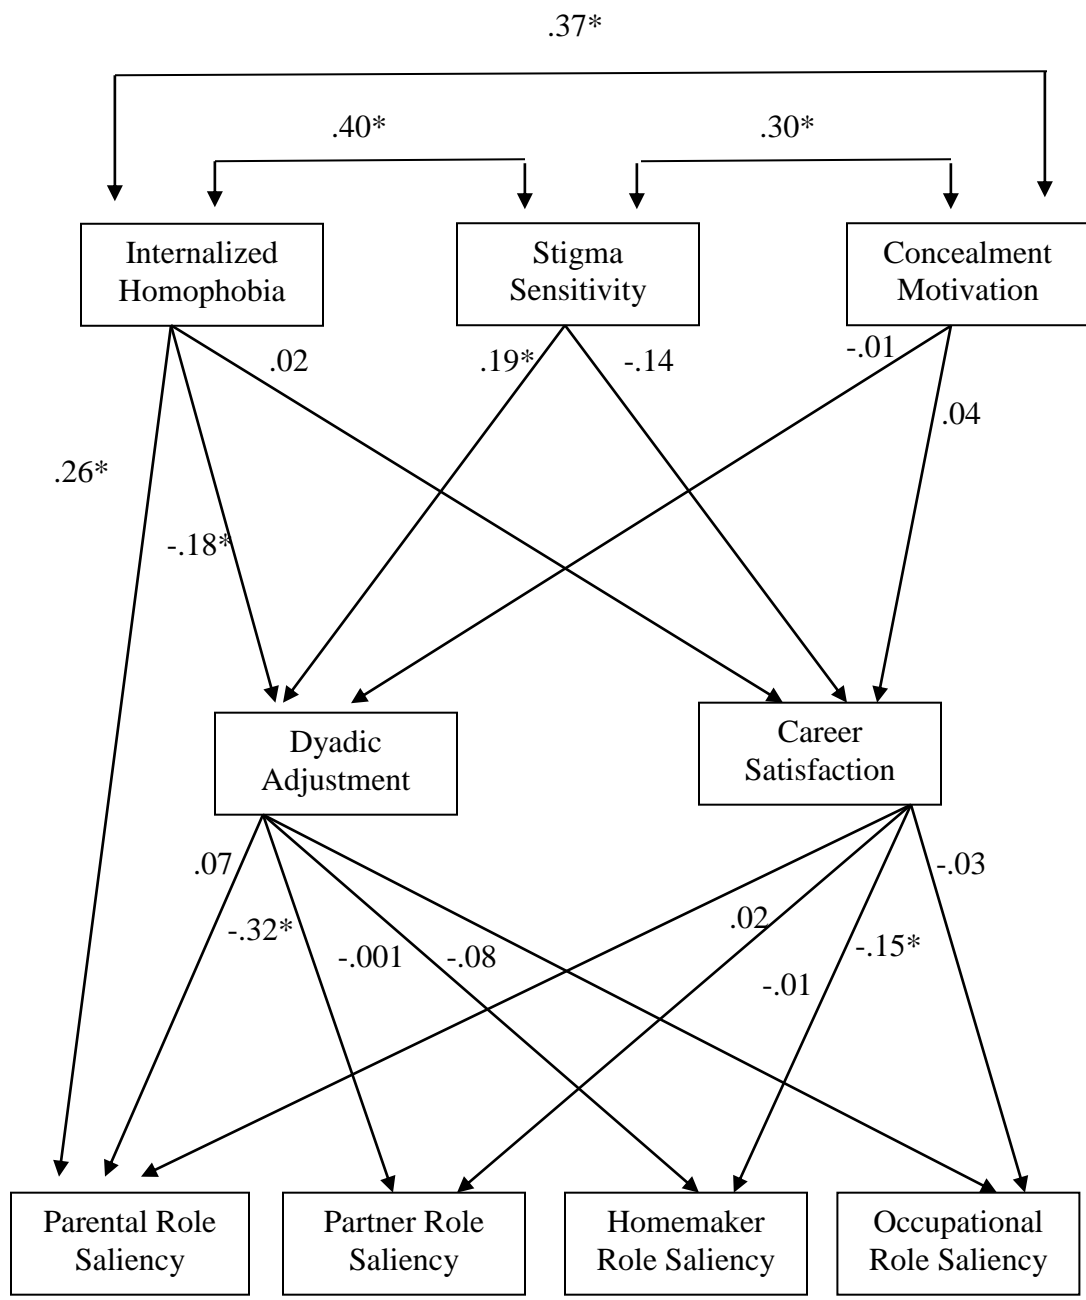 .37*
.40*
.30*
Internalized
Homophobia
Stigma
Sensitivity
Concealment
Motivation
.02
.19*
-.14
-.01
.04
.26*
-.18*
Dyadic
Adjustment
Career
Satisfaction
.07
-.32*
-.001
-.08
.02
-.01
-.15*
-.03
Parental Role
Saliency
Partner Role
Saliency
Homemaker
Role Saliency
Occupational
Role Saliency